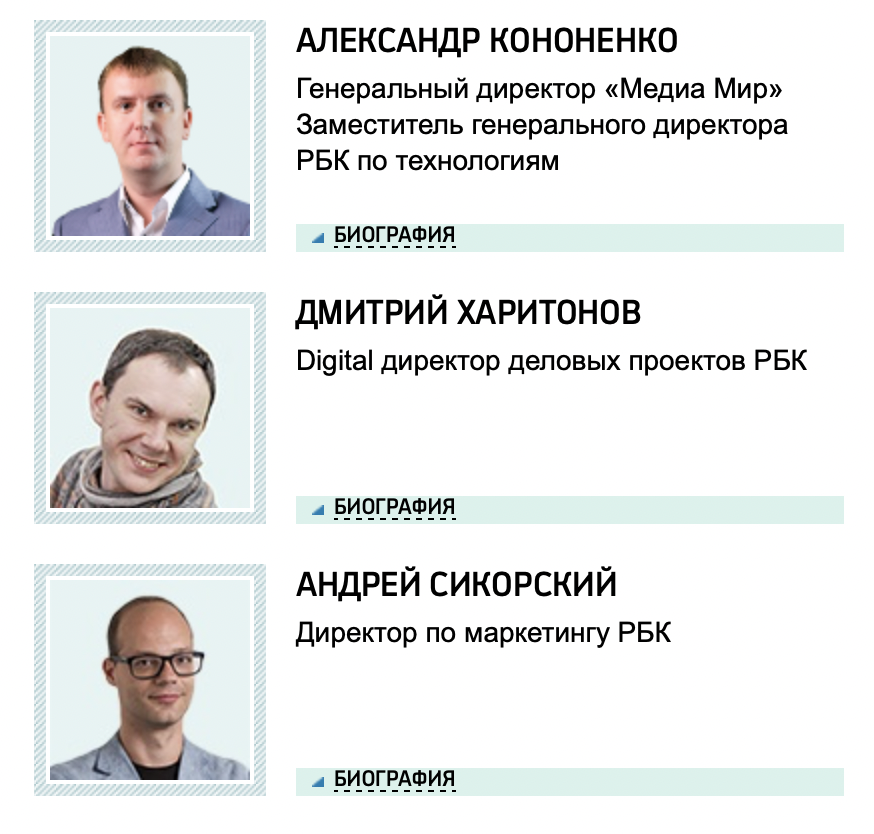 АЛЕКСАНДР КОНОНЕНКО
Генеральный директор «Медиа Мир»
Заместитель генерального директора
РБК по технологиям
БИОГРАФИЯ
ДМИТРИЙ ХАРИТОНОВ
Digital директор деловых проектов РБК
БИОГРАФИЯ
АНДРЕЙ СИКОРСКИЙ
Директор по маркетингу РБК
БИОГРАФИЯ